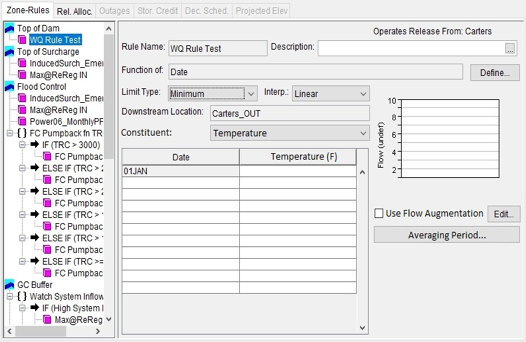 Zone-Rules Rel. Alloc. Outages Stor. Credit Dec. Sched. Projected Elev
Top of Dam
WQ Rule Test
Top of Surcharge
InducedSurch_Eme
Max@ReReg IN
Flood Control
InducedSurch_Eme
Max@ReReg IN
Power06_MonthlyPF
{ } FC Pumpback fn TR
IF (TRC > 3000)
FC Pumpbac
ELSE IF (TRC > 2
FC Pumpbac
ELSE IF (TRC > 2
FC Pumpbac
ELSE IF (TRC > 1
FC Pumpbac
ELSE IF (TRC > 1
FC Pumpbac
ELSE IF (TRC >=
FC Pumpbac
GC Buffer
{ } Watch System Inflow
IF (High System I
Max@ReReg
Operates Release From: Carters
Rule Name: WQ Rule Test Description: ...
Function of: Date Define...
Limit Type: Minimum Interp.: Linear
Downstream Location: Carters_OUT
Constituent: Temperature
Date Temperature (F)
01JAN
Flow (undef)
10
8
6
4
2
Use Flow Augmentation Edit...
Averaging Period...